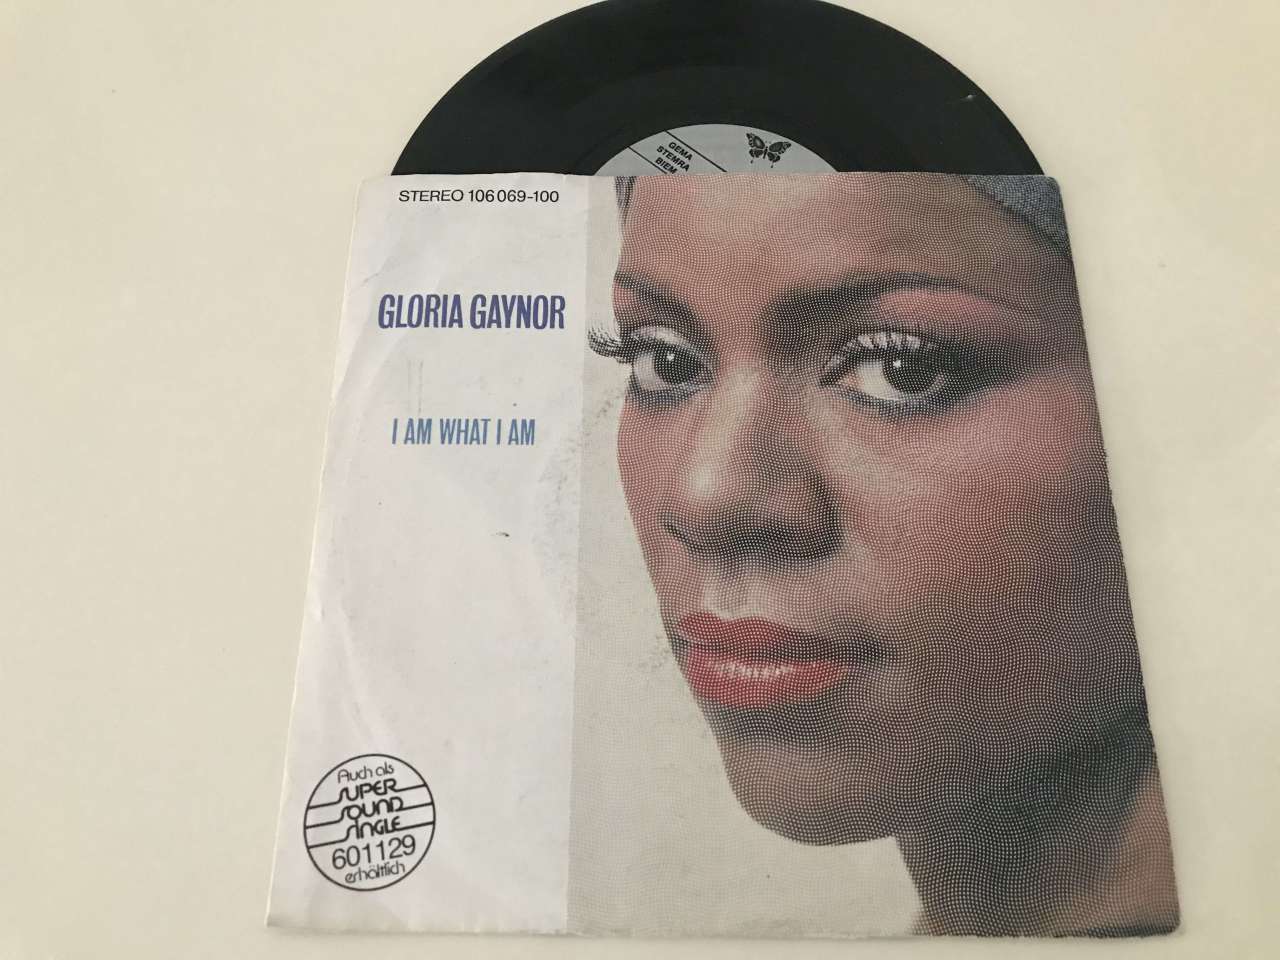 GEMA
STEMRA
BIEM
STEREO 106 069-100
GLORIA GAYNOR
I AM WHAT I AM
Auch als
SUPER
SOUND
SINGLE
601129
erhältlich